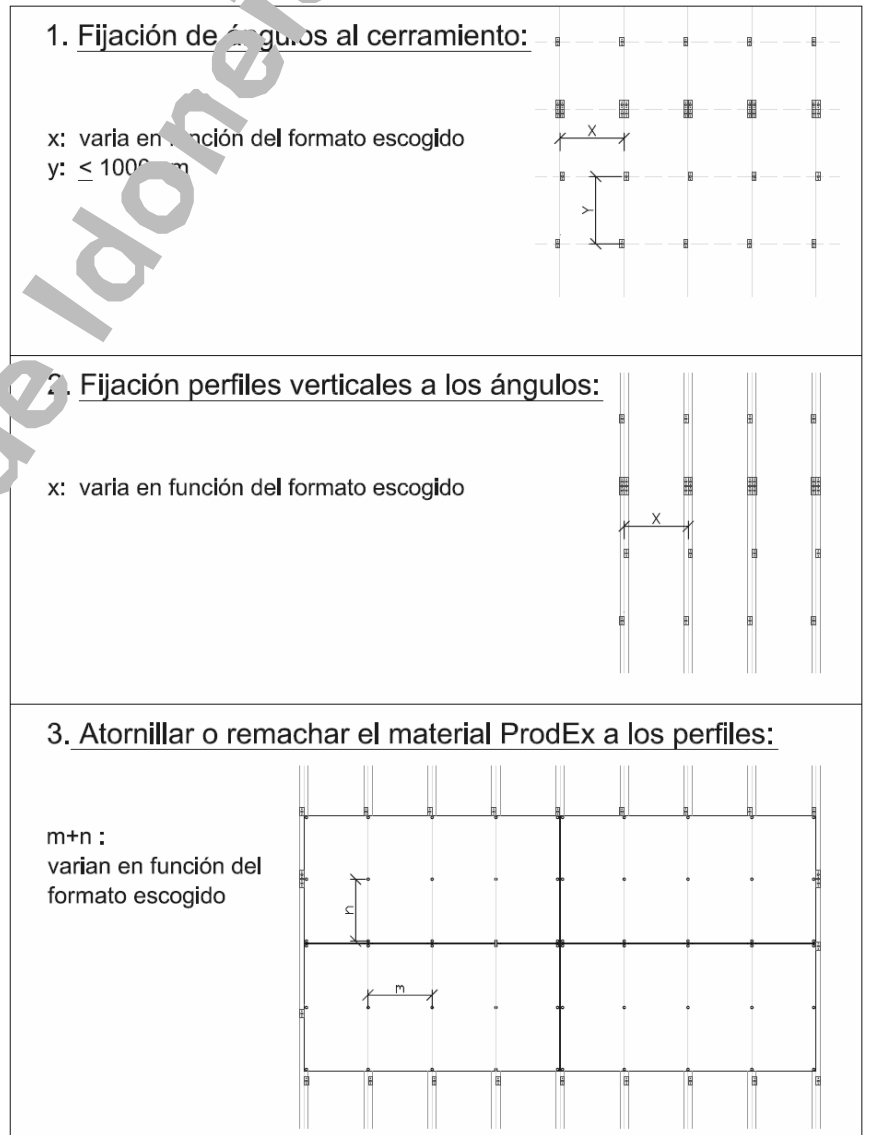 1. Fijación de ángulos al cerramiento:
x: varia en función del formato escogido
y: ≤ 1000 mm
X
Y
2. Fijación perfiles verticales a los ángulos:
x: varia en función del formato escogido
X
3. Atornillar o remachar el material ProdEx a los perfiles:
m+n :
varian en función del
formato escogido
n
m
de Idonei